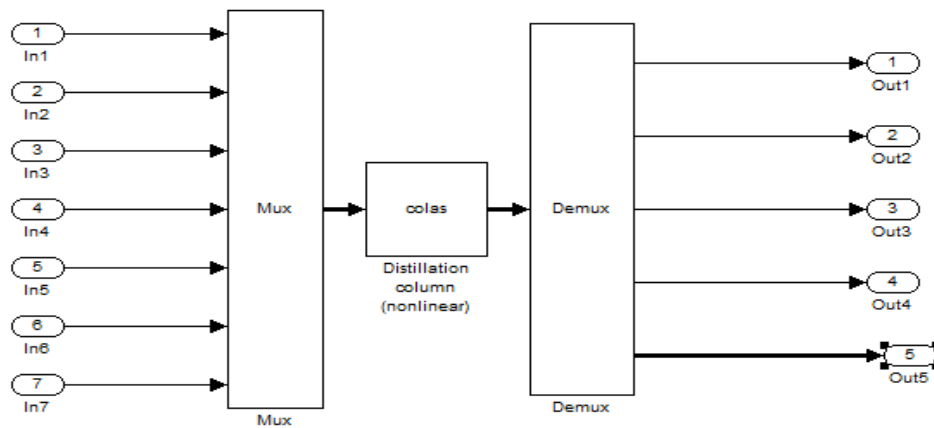 1
In1
2
In2
3
In3
4
In4
5
In5
6
In6
7
In7
Mux
Mux
colas
Distillation
column
(nonlinear)
Demux
Demux
1
Out1
2
Out2
3
Out3
4
Out4
5
Out5